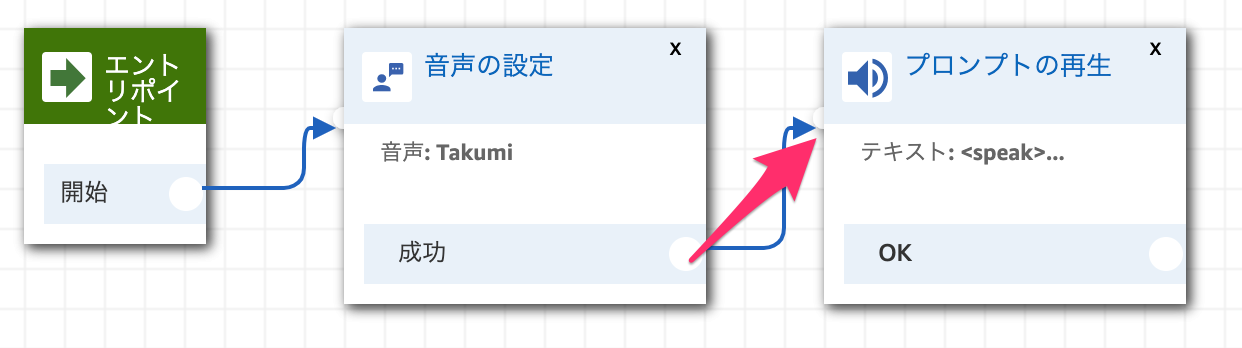 エント
リポイ
ント
開始
音声の設定
x
音声: Takumi
成功
プロンプトの再生
x
テキスト: <speak>...
OK